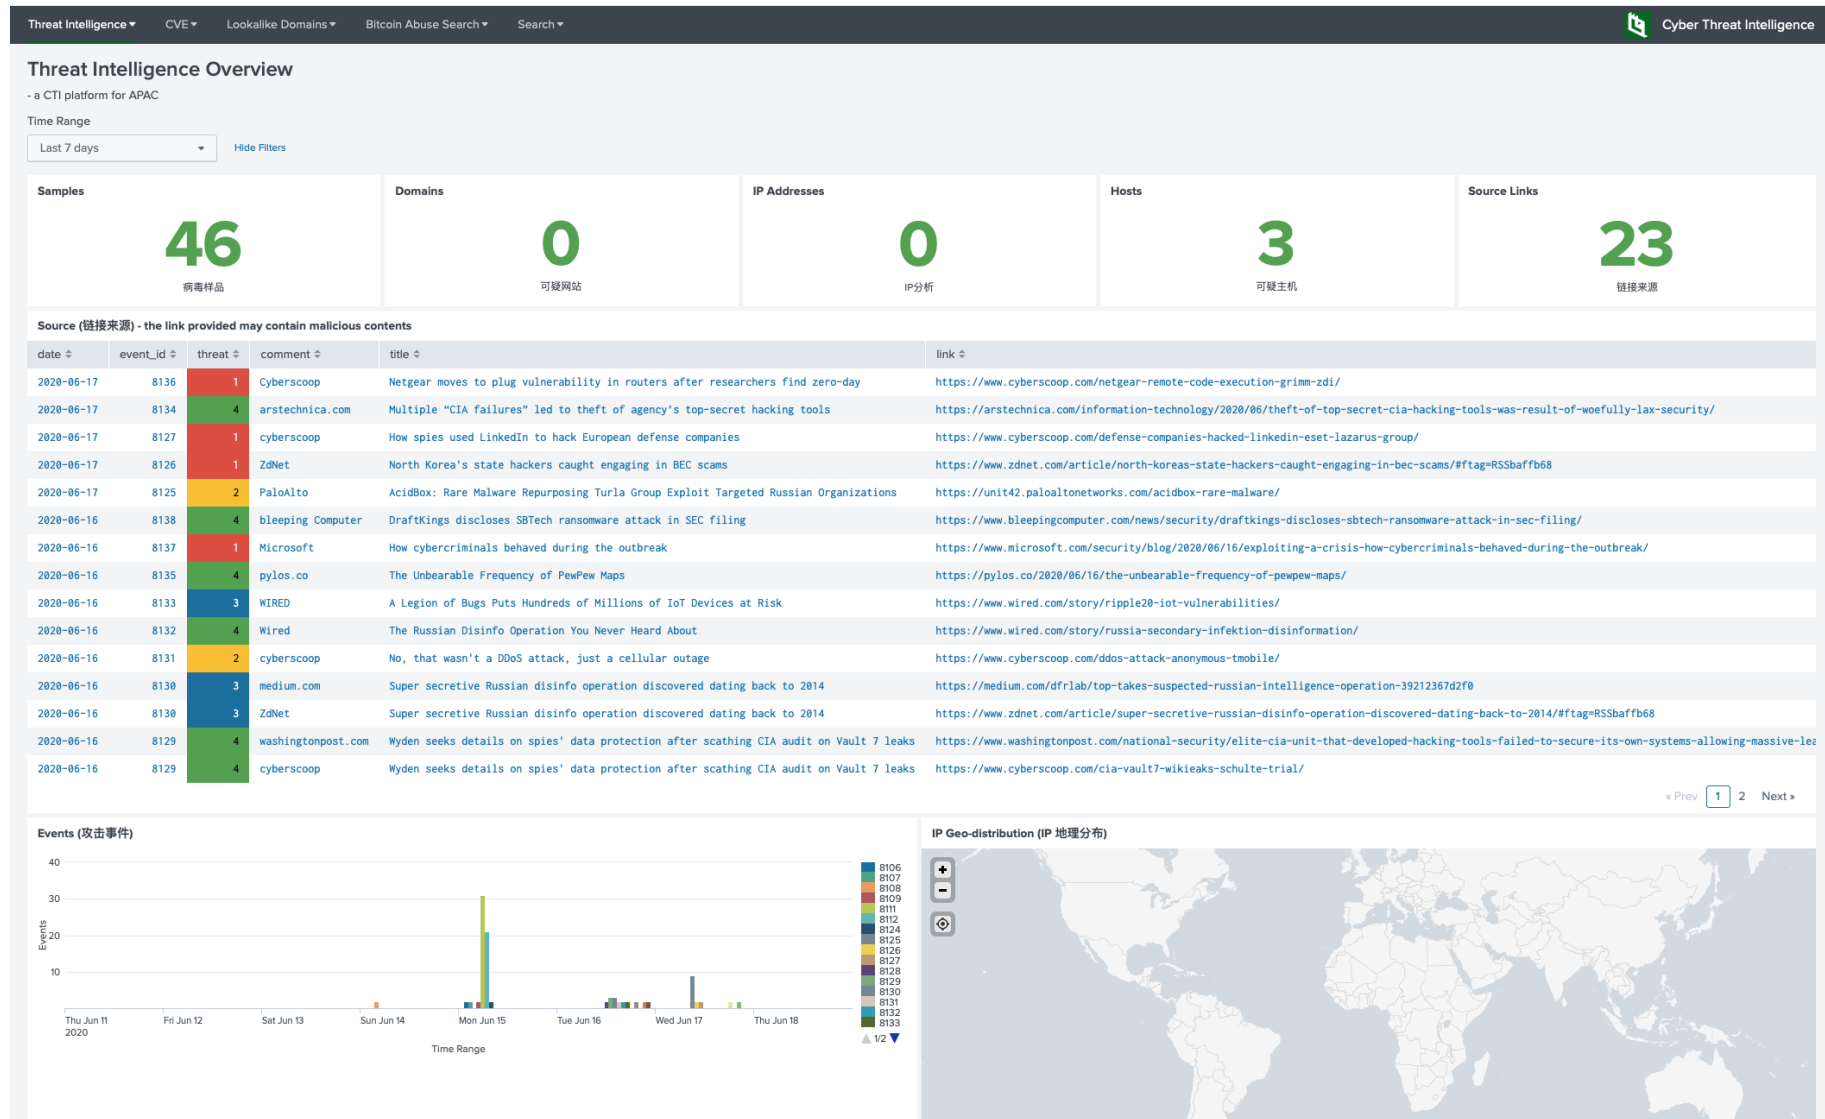 Threat Intelligence CVE Lookalike Domains Bitcoin Abuse Search Search Cyber Threat Intelligence
Threat Intelligence Overview
- a CTI platform for APAC
Time Range
Last 7 days Hide Filters
Samples Domains IP Addresses Hosts Source Links
46 0 0 3 23
病毒样品 可疑网站 IP分析 可疑主机 链接来源
Source (链接来源) - the link provided may contain malicious contents
date event_id threat comment title link
2020-06-17 8136 1 Cyberscoop Netgear moves to plug vulnerability in routers after researchers find zero-day https://www.cyberscoop.com/netgear-remote-code-execution-grimm-zdi/
2020-06-17 8134 4 arstechnica.com Multiple “CIA failures” led to theft of agency's top-secret hacking tools https://arstechnica.com/information-technology/2020/06/theft-of-top-secret-cia-hacking-tools-was-result-of-woefully-lax-security/
2020-06-17 8127 1 cyberscoop How spies used LinkedIn to hack European defense companies https://www.cyberscoop.com/defense-companies-hacked-linkedin-eset-lazarus-group/
2020-06-17 8126 1 ZdNet North Korea's state hackers caught engaging in BEC scams https://www.zdnet.com/article/north-koreas-state-hackers-caught-engaging-in-bec-scams/#ftag=RSSbaffb68
2020-06-17 8125 2 PaloAlto AcidBox: Rare Malware Repurposing Turla Group Exploit Targeted Russian Organizations https://unit42.paloaltonetworks.com/acidbox-rare-malware/
2020-06-16 8138 4 bleeping Computer DraftKings discloses SBTech ransomware attack in SEC filing https://www.bleepingcomputer.com/news/security/draftkings-discloses-sbtech-ransomware-attack-in-sec-filing/
2020-06-16 8137 1 Microsoft How cybercriminals behaved during the outbreak https://www.microsoft.com/security/blog/2020/06/16/exploiting-a-crisis-how-cybercriminals-behaved-during-the-outbreak/
2020-06-16 8135 4 pylos.co The Unbearable Frequency of PewPew Maps https://pylos.co/2020/06/16/the-unbearable-frequency-of-pewpew-maps/
2020-06-16 8133 3 WIRED A Legion of Bugs Puts Hundreds of Millions of IoT Devices at Risk https://www.wired.com/story/ripple20-iot-vulnerabilities/
2020-06-16 8132 4 Wired The Russian Disinfo Operation You Never Heard About https://www.wired.com/story/russia-secondary-infektion-disinformation/
2020-06-16 8131 2 cyberscoop No, that wasn't a DDoS attack, just a cellular outage https://www.cyberscoop.com/ddos-attack-anonymous-tmobile/
2020-06-16 8130 3 medium.com Super secretive Russian disinfo operation discovered dating back to 2014 https://medium.com/dfrlab/top-takes-suspected-russian-intelligence-operation-39212367d2f0
2020-06-16 8130 3 ZdNet Super secretive Russian disinfo operation discovered dating back to 2014 https://www.zdnet.com/article/super-secretive-russian-disinfo-operation-discovered-dating-back-to-2014/#ftag=RSSbaffb68
2020-06-16 8129 4 washingtonpost.com Wyden seeks details on spies' data protection after scathing CIA audit on Vault 7 leaks https://www.washingtonpost.com/national-security/elite-cia-unit-that-developed-hacking-tools-failed-to-secure-its-own-systems-allowing-massive-lea
2020-06-16 8129 4 cyberscoop Wyden seeks details on spies' data protection after scathing CIA audit on Vault 7 leaks https://www.cyberscoop.com/cia-vault7-wikieaks-schulte-trial/
« Prev 1 2 Next »
Events (攻击事件)
40
30
20
10
Events
Thu Jun 11 Fri Jun 12 Sat Jun 13 Sun Jun 14 Mon Jun 15 Tue Jun 16 Wed Jun 17 Thu Jun 18
2020
Time Range
8106
8107
8108
8109
8111
8112
8124
8125
8126
8127
8128
8129
8130
8131
8132
8133
1/2
IP Geo-distribution (IP 地理分布)
+
−